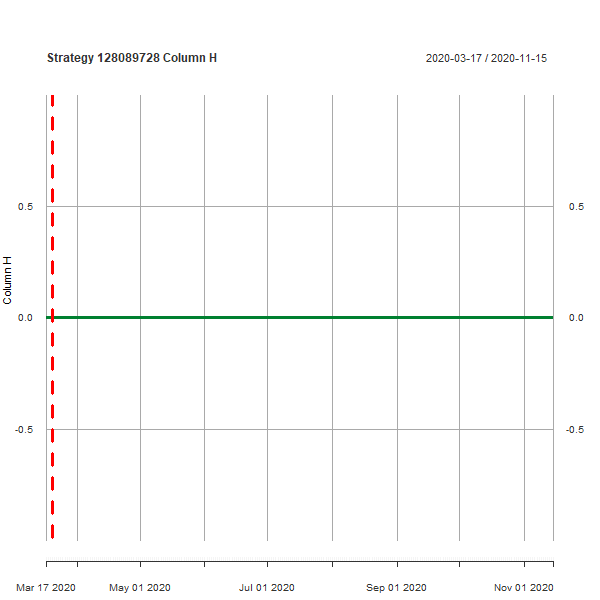 Strategy 128089728 Column H
2020-03-17 / 2020-11-15
0.5
0.5
Column H
0.0
0.0
-0.5
-0.5
Mar 17 2020
May 01 2020
Jul 01 2020
Sep 01 2020
Nov 01 2020